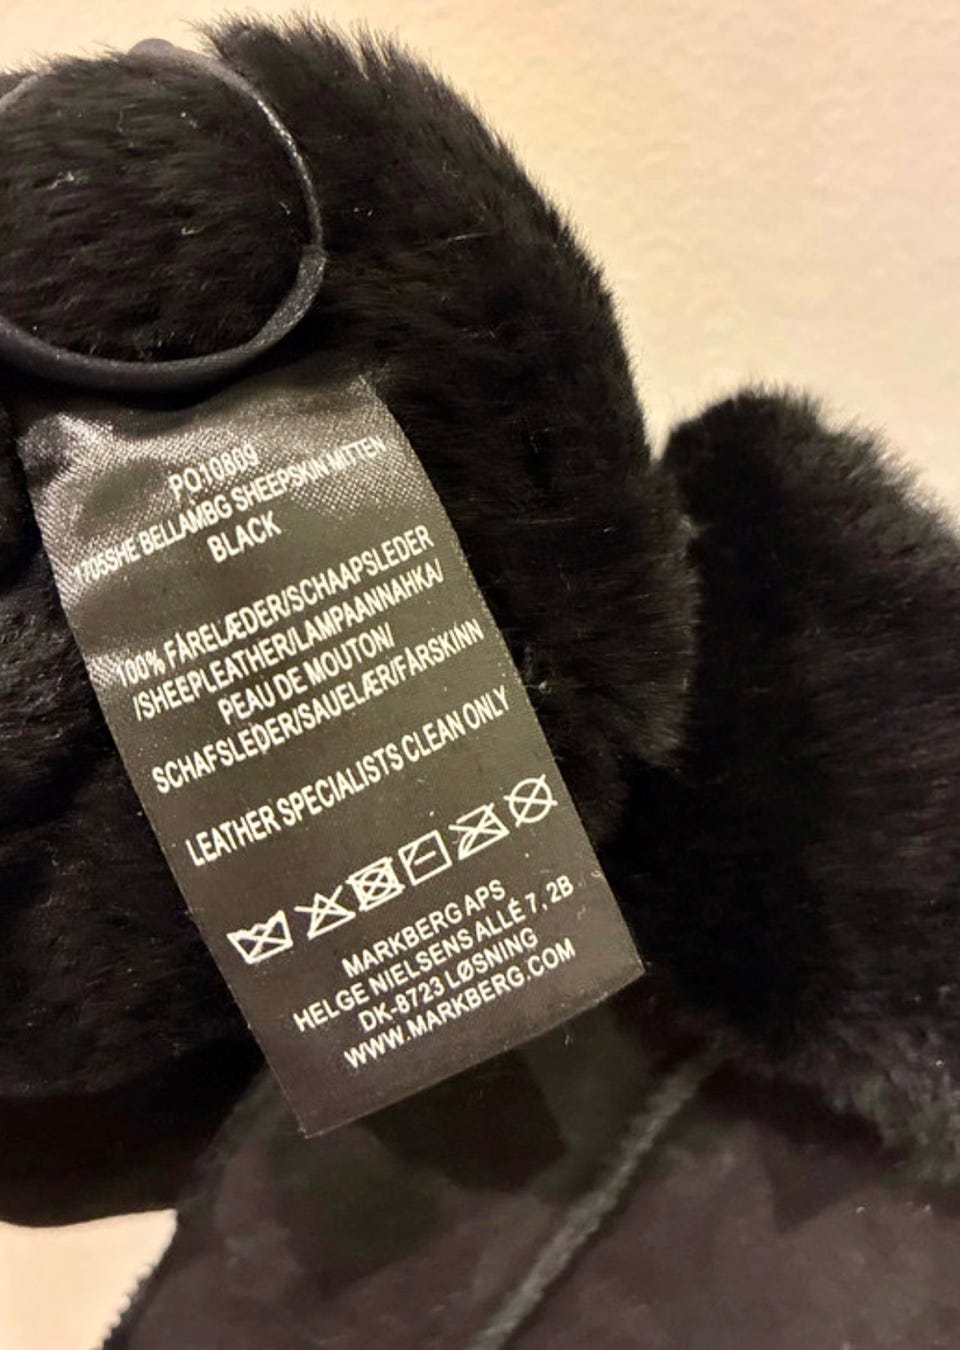 PO.10809
1705SHE BELLAMBG SHEEPSKIN MITTEN
BLACK
100% FÅRELÆDER/SCHAAPSLEDER
/SHEEPLEATHER/LAMPAANNAHKA/
PEAU DE MOUTON/
SCHAFSLEDER/SAUELÆR/FÅRSKINN
LEATHER SPECIALISTS CLEAN ONLY
MARKBERG APS
HELGE NIELSENS ALLÉ 7, 2B
DK-8723 LØSNING
WWW.MARKBERG.COM